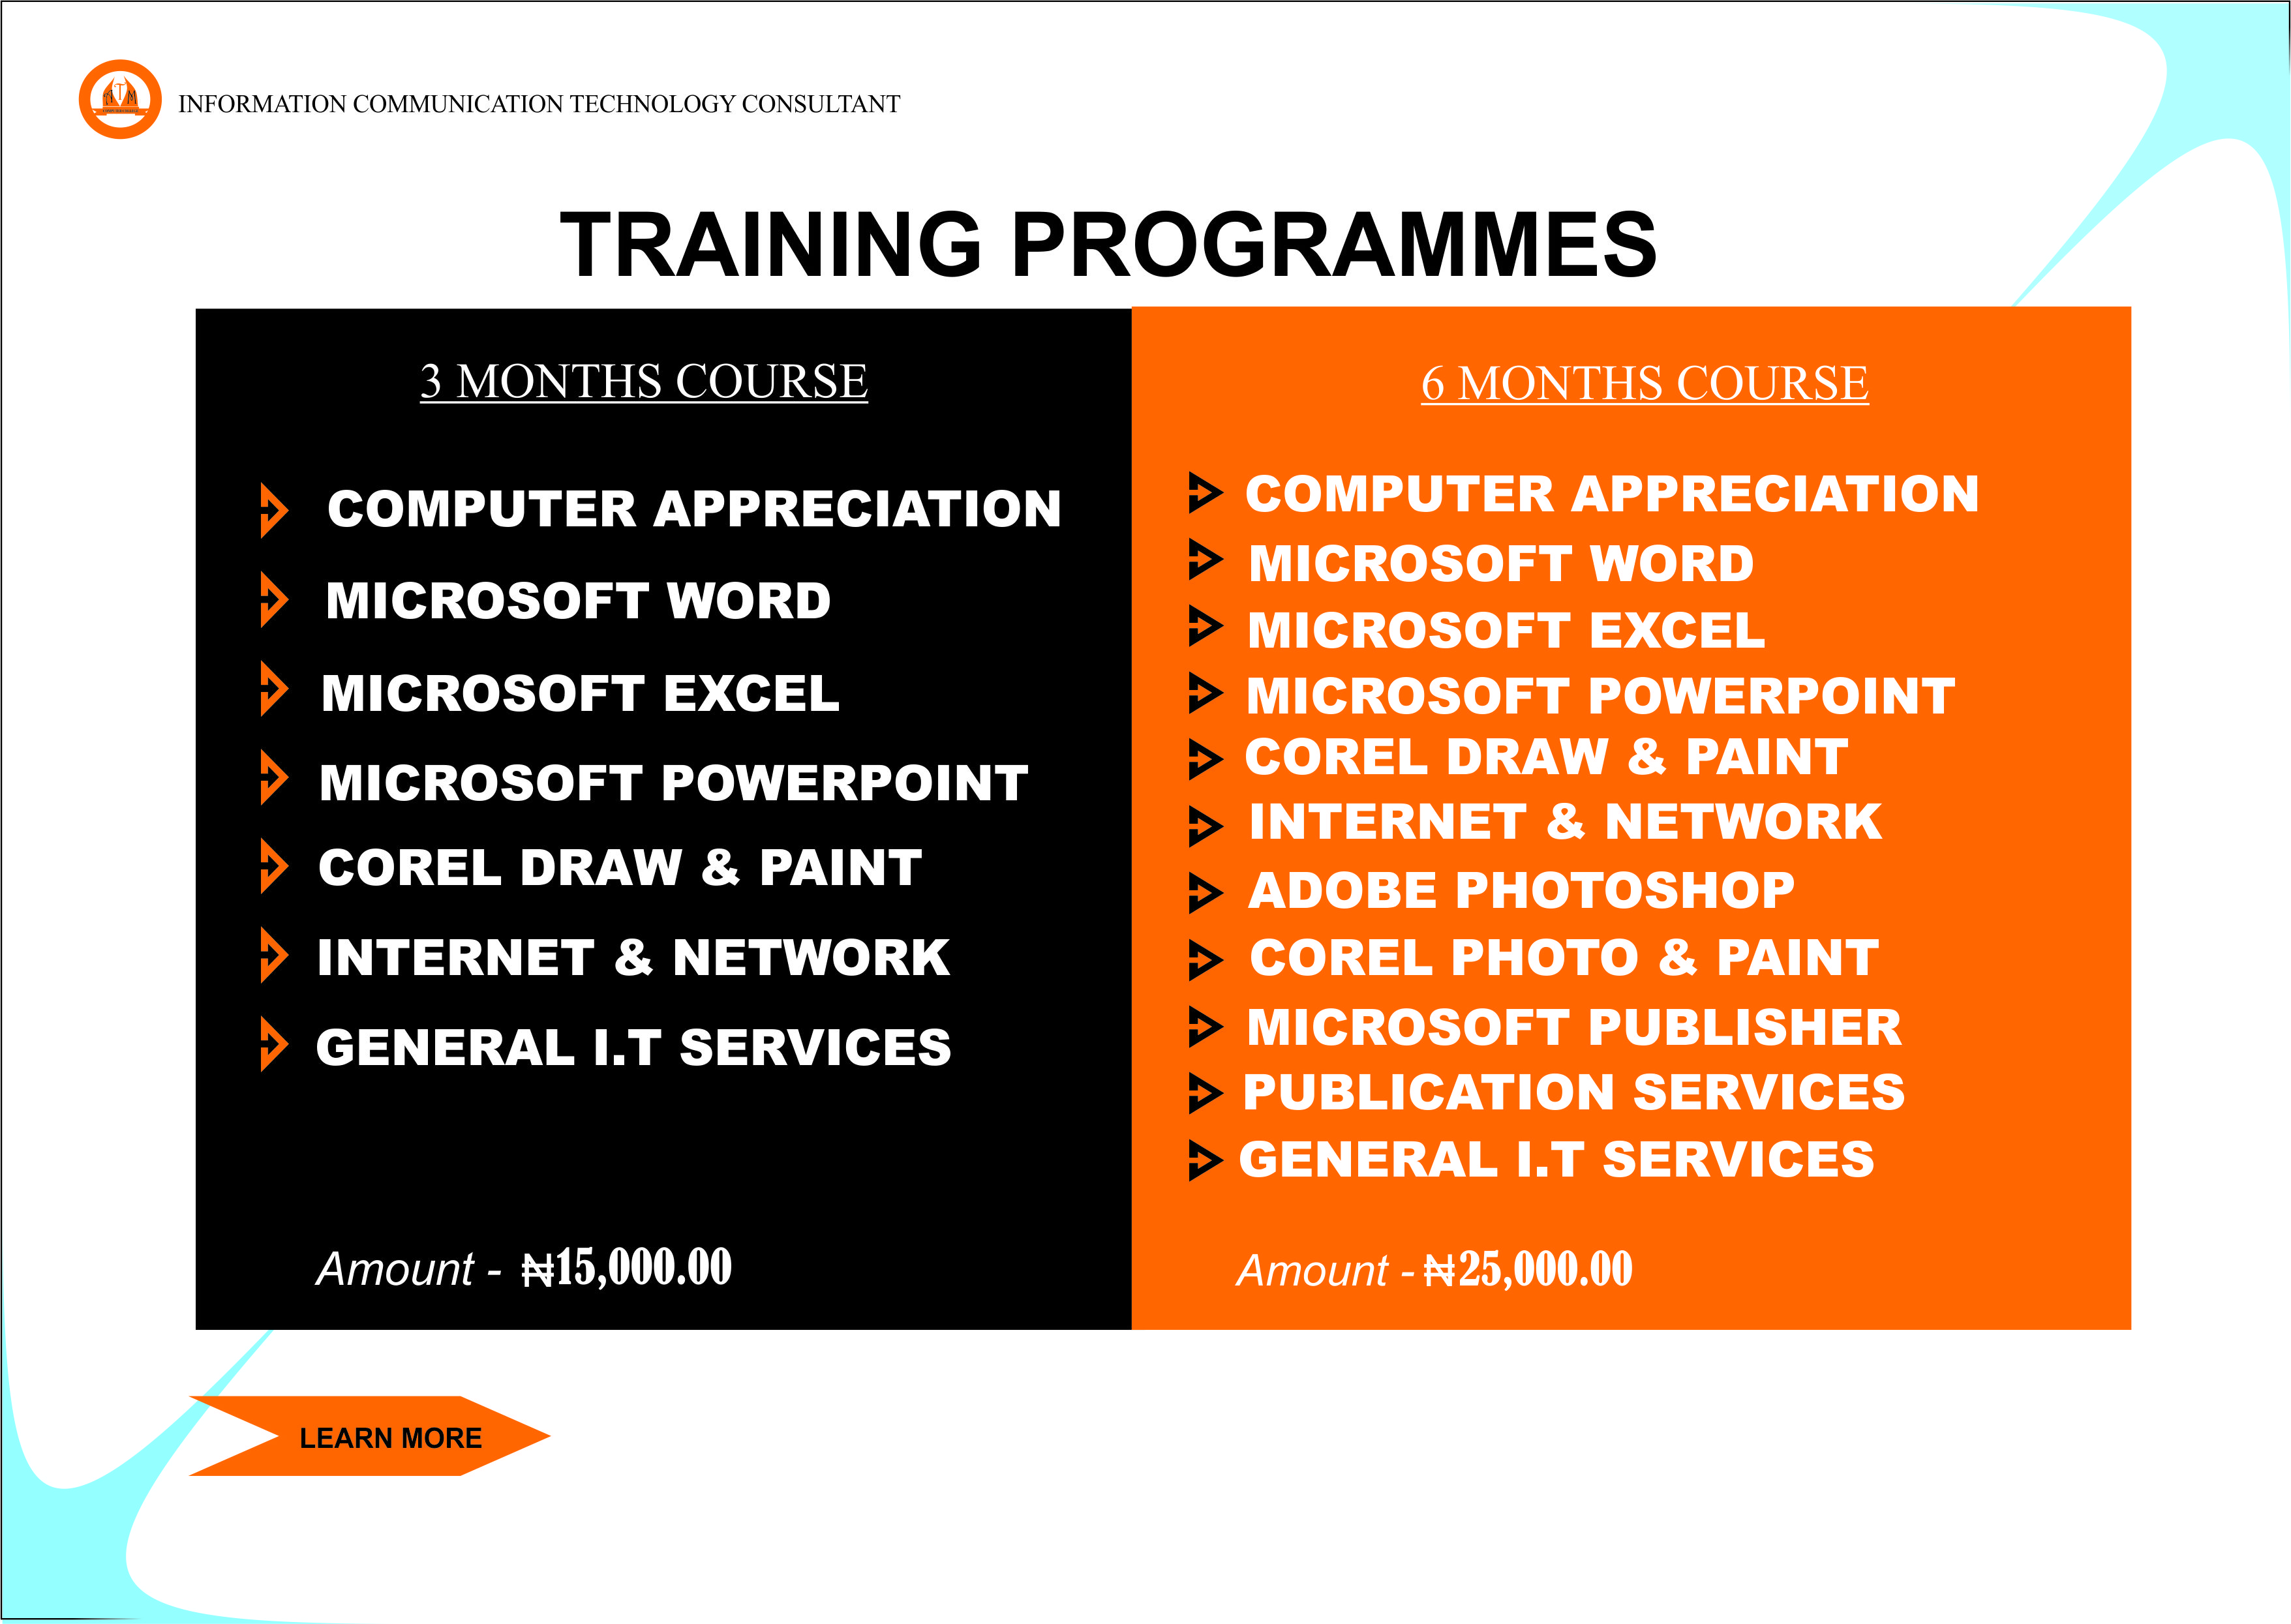 ATM
INFORMATION COMMUNICATION TECHNOLOGY CONSULTANT
TRAINING PROGRAMMES
3 MONTHS COURSE
COMPUTER APPRECIATION
MICROSOFT WORD
MICROSOFT EXCEL
MICROSOFT POWERPOINT
COREL DRAW & PAINT
INTERNET & NETWORK
GENERAL I.T SERVICES
Amount - ₦15,000.00
6 MONTHS COURSE
COMPUTER APPRECIATION
MICROSOFT WORD
MICROSOFT EXCEL
MICROSOFT POWERPOINT
COREL DRAW & PAINT
INTERNET & NETWORK
ADOBE PHOTOSHOP
COREL PHOTO & PAINT
MICROSOFT PUBLISHER
PUBLICATION SERVICES
GENERAL I.T SERVICES
Amount - ₦25,000.00
LEARN MORE